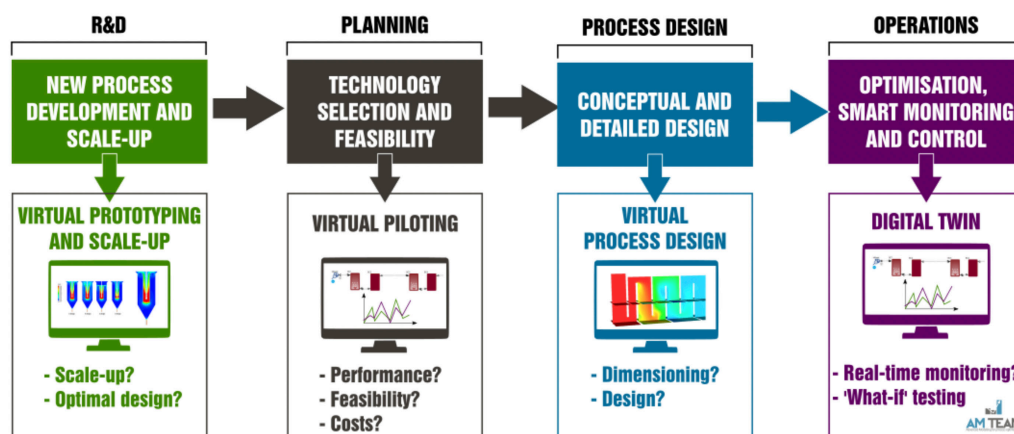 R&D
NEW PROCESS
DEVELOPMENT AND
SCALE-UP
VIRTUAL PROTOTYPING
AND SCALE-UP
- Scale-up?
- Optimal design?
PLANNING
TECHNOLOGY
SELECTION AND
FEASIBILITY
VIRTUAL PILOTING
- Performance?
- Feasibility?
- Costs?
PROCESS DESIGN
CONCEPTUAL AND
DETAILED DESIGN
VIRTUAL
PROCESS DESIGN
- Dimensioning?
- Design?
OPERATIONS
OPTIMISATION,
SMART MONITORING
AND CONTROL
DIGITAL TWIN
- Real-time monitoring?
- 'What-if' testing
AM TEAM